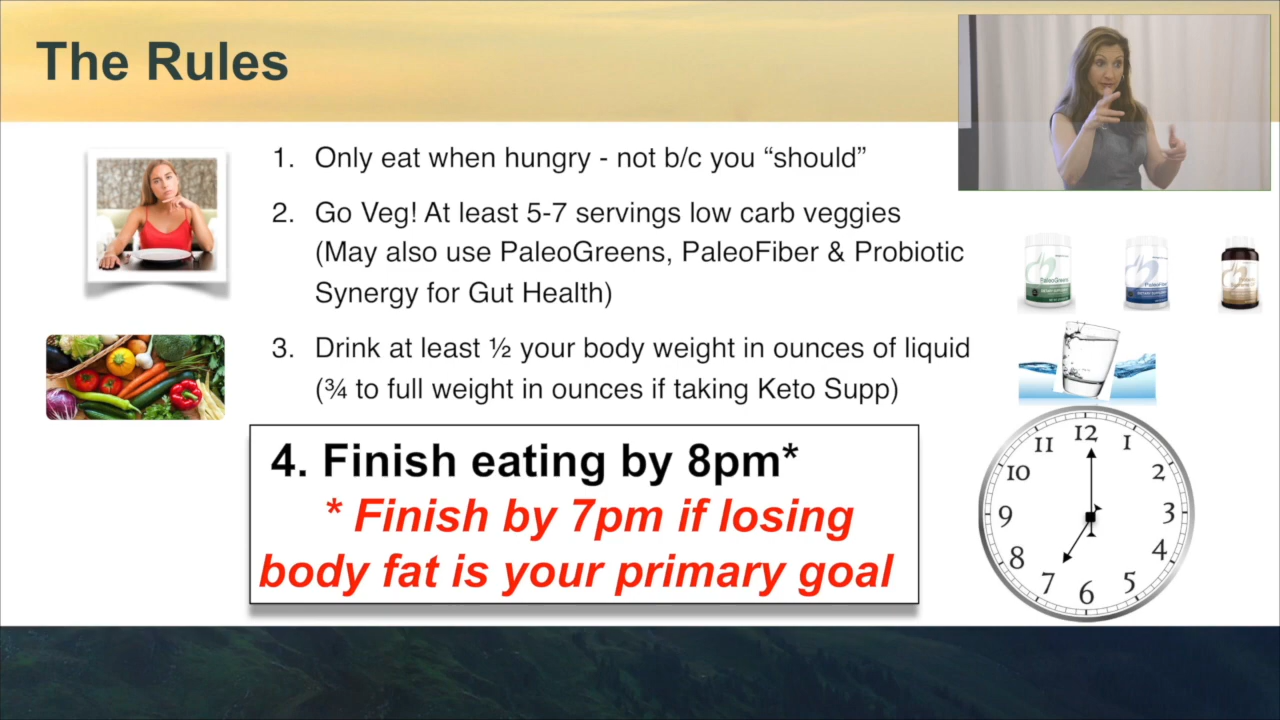 The Rules
1. Only eat when hungry - not b/c you “should”
2. Go Veg! At least 5-7 servings low carb veggies
(May also use PaleoGreens, PaleoFiber & Probiotic
Synergy for Gut Health)
3. Drink at least ½ your body weight in ounces of liquid
(¾ to full weight in ounces if taking Keto Supp)
4. Finish eating by 8pm*
* Finish by 7pm if losing
body fat is your primary goal
PaleoGreens
PaleoFiber
12
11 1
10 2
9 3
8 4
7 5
6